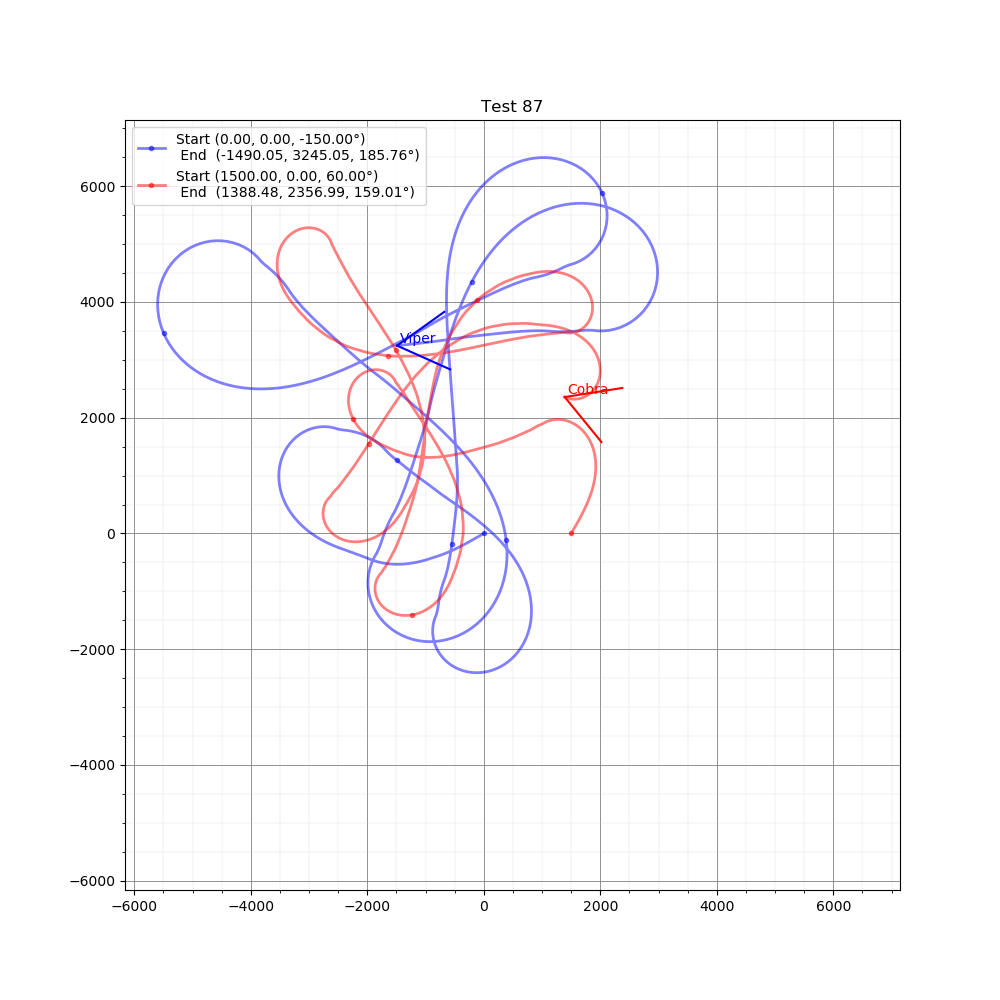 Test 87
Start (0.00, 0.00, -150.00°)
End (-1490.05, 3245.05, 185.76°)
Start (1500.00, 0.00, 60.00°)
End (1388.48, 2356.99, 159.01°)
6000
4000
Viper
Cobra
2000
0
−2000
−4000
−6000
−6000 −4000 −2000 0 2000 4000 6000